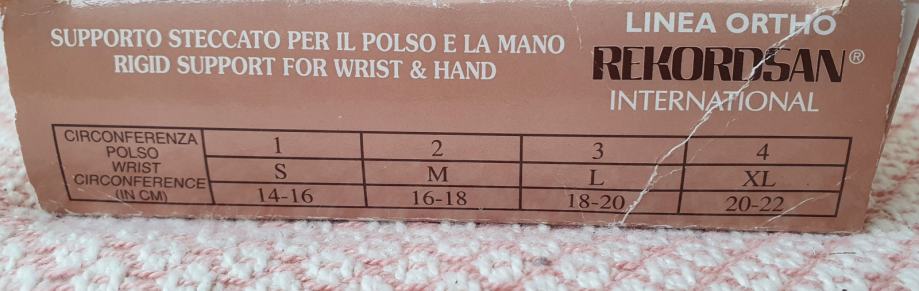 SUPPORTO STECCATO PER IL POLSO E LA MANO
RIGID SUPPORT FOR WRIST & HAND
LINEA ORTHO
REKORDSAN®
INTERNATIONAL
CIRCONFERENZA
POLSO
WRIST
CIRCONFERENCE
(IN CM)
1 2 3 4
S M L XL
14-16 16-18 18-20 20-22